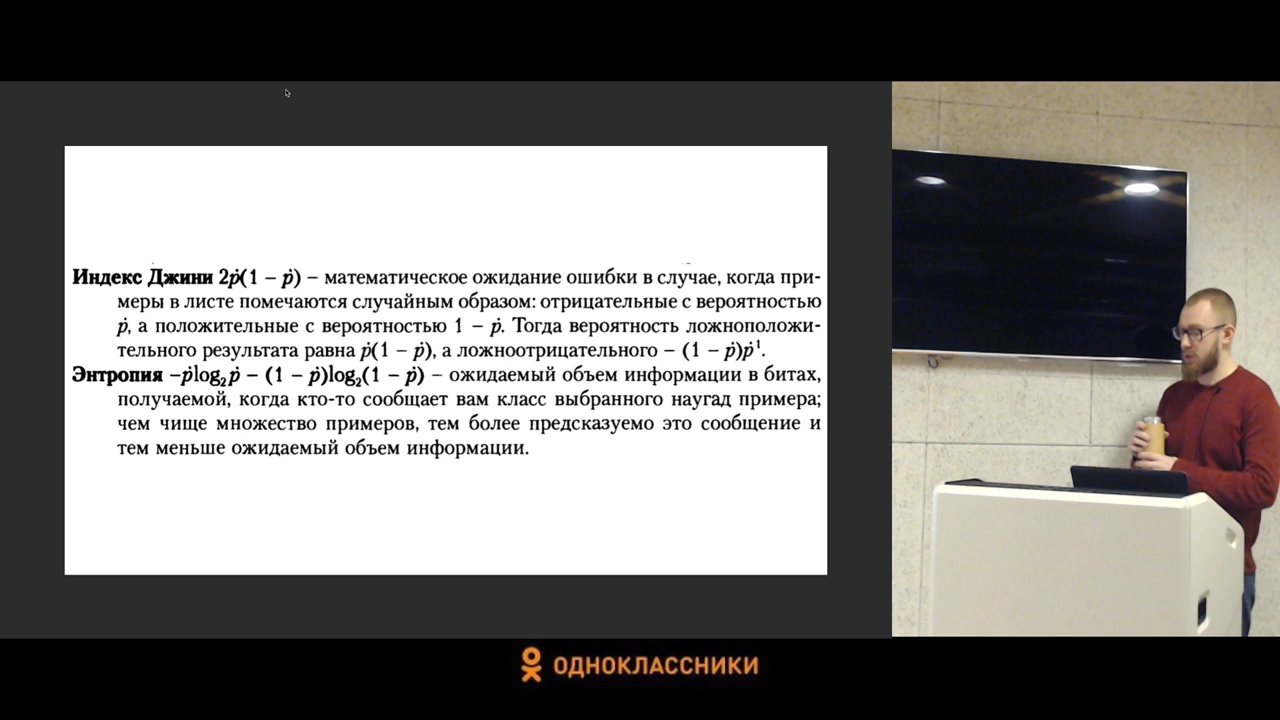 Индекс Джини 2ṗ(1 – ṗ) – математическое ожидание ошибки в случае, когда при-
меры в листе помечаются случайным образом: отрицательные с вероятностью
ṗ, а положительные с вероятностью 1 – ṗ. Тогда вероятность ложноположи-
тельного результата равна ṗ(1 – ṗ), а ложноотрицательного – (1 – ṗ)ṗ¹.
Энтропия –ṗlog₂ṗ – (1 – ṗ)log₂(1 – ṗ) – ожидаемый объем информации в битах,
получаемой, когда кто-то сообщает вам класс выбранного наугад примера;
чем чище множество примеров, тем более предсказуемо это сообщение и
тем меньше ожидаемый объем информации.
ОДНОКЛАССНИКИ